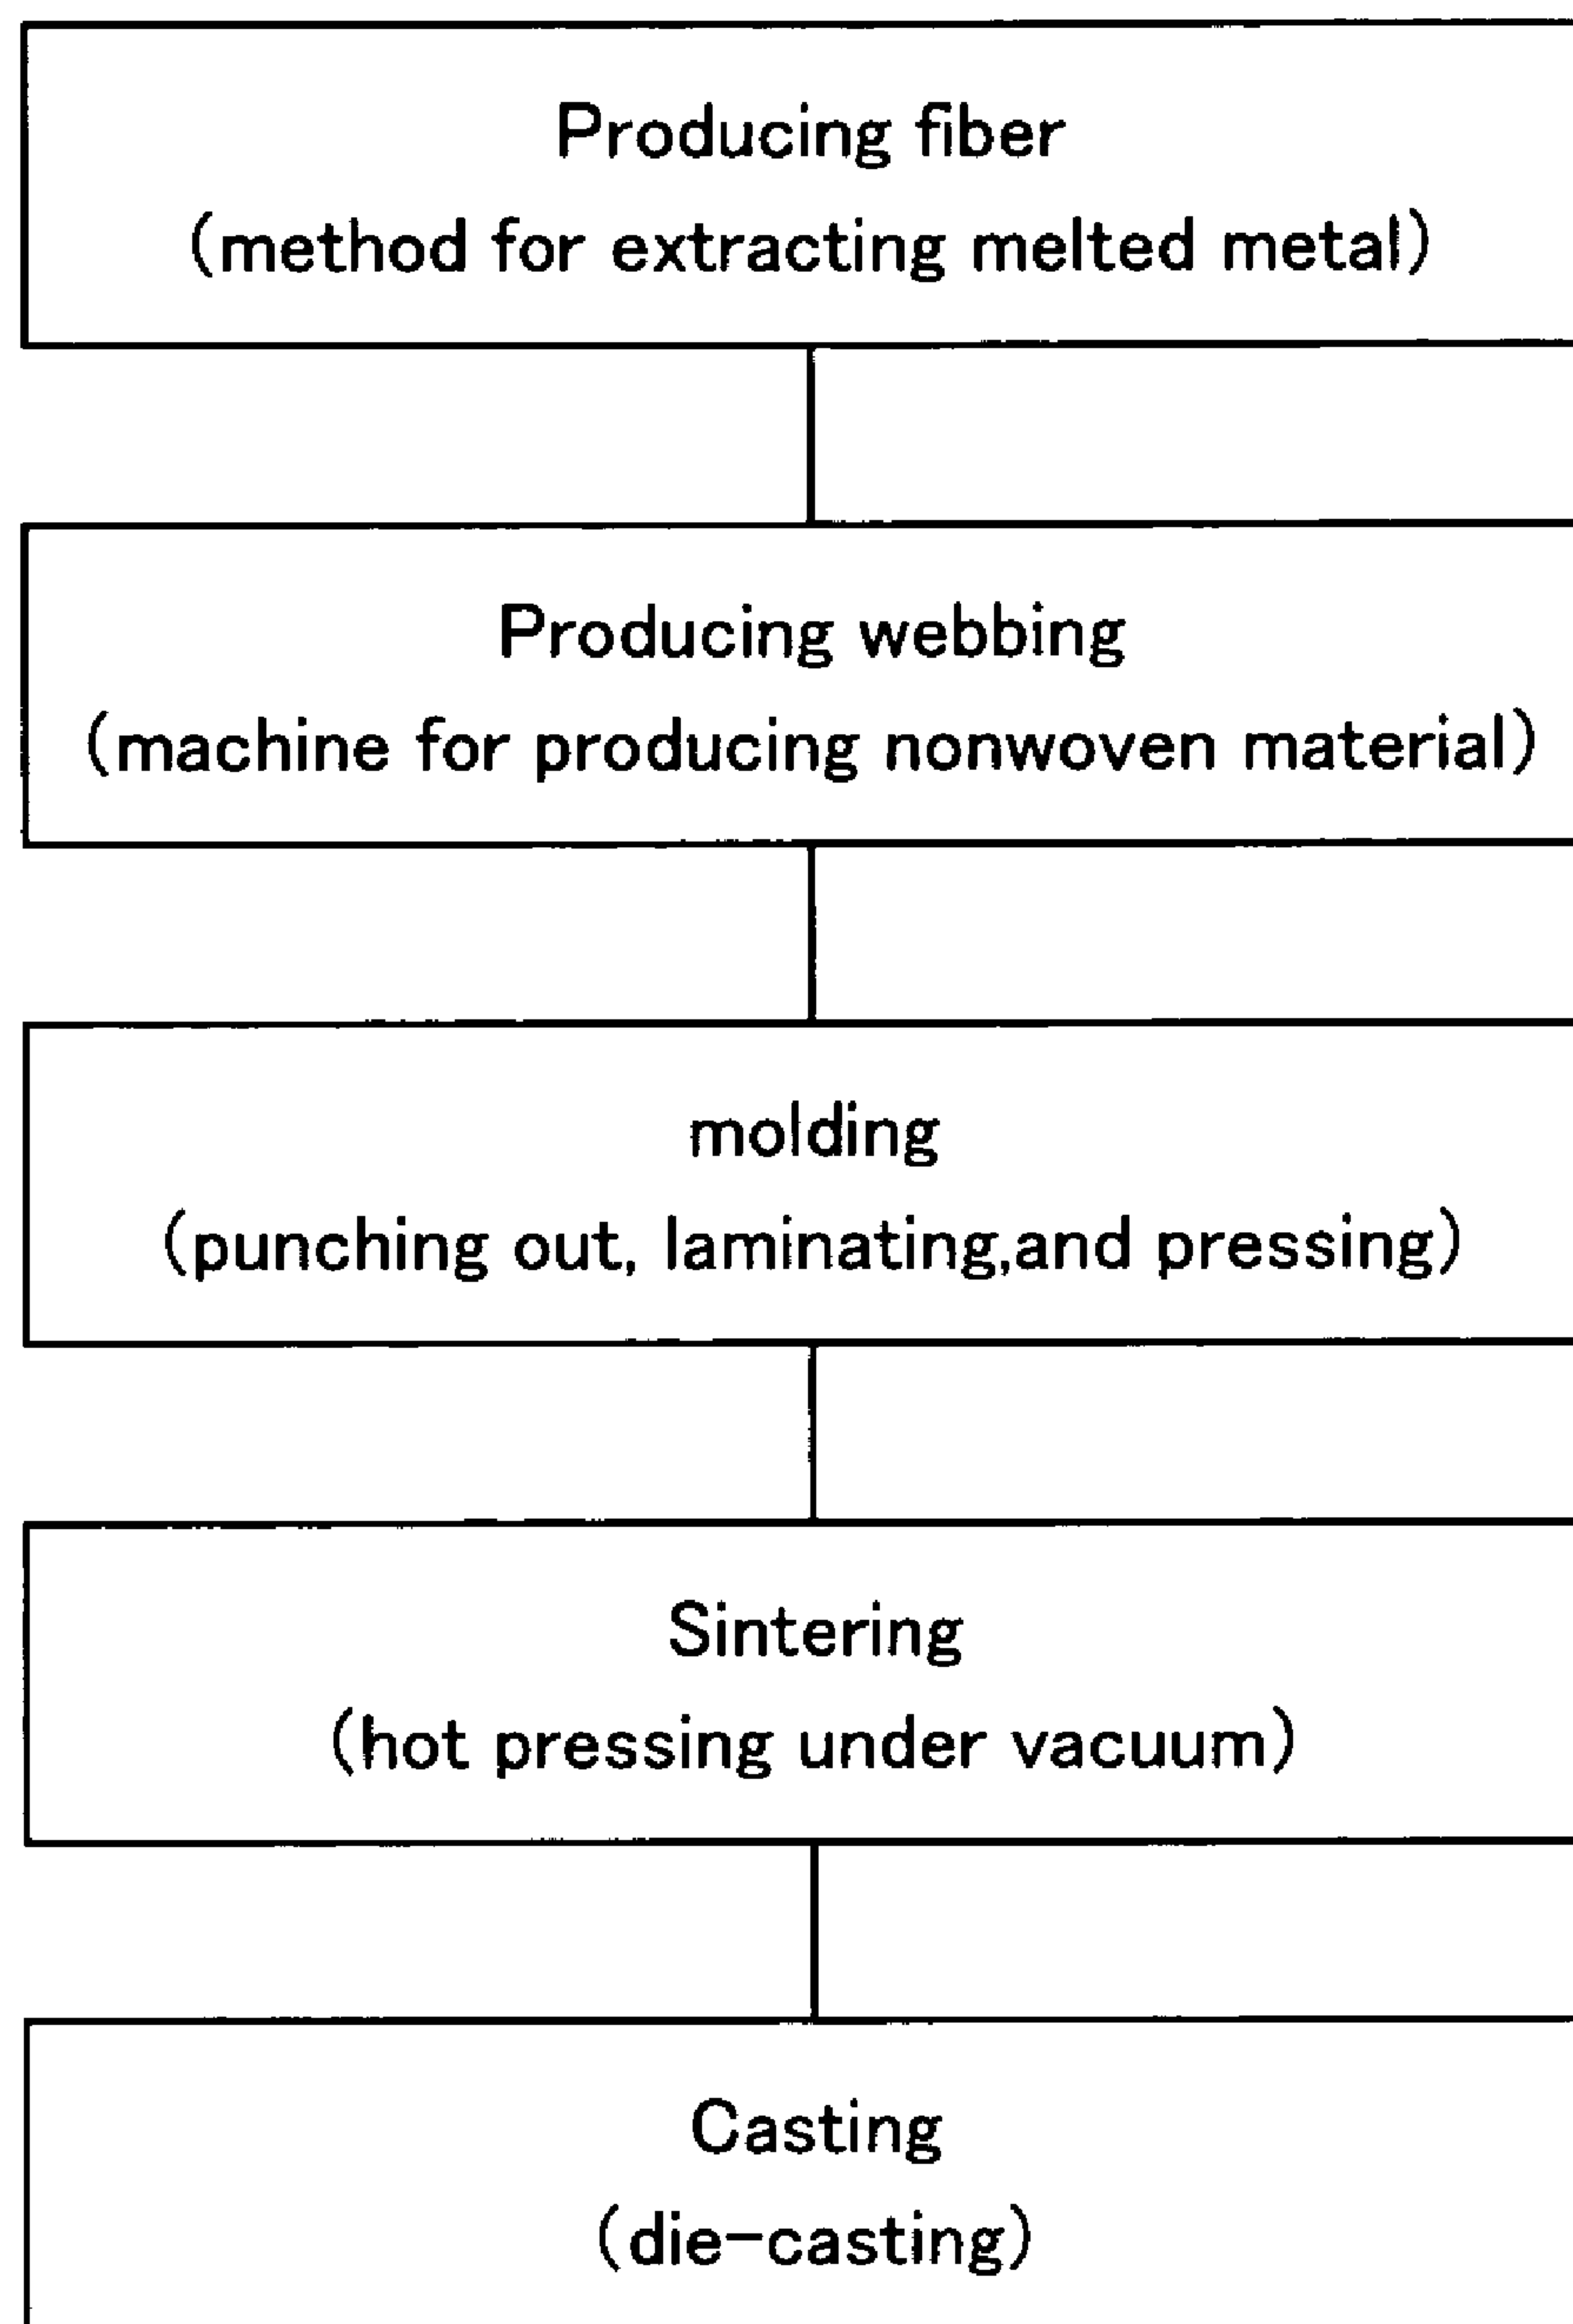 Producing fiber
(method for extracting melted metal)
Producing webbing
(machine for producing nonwoven material)
molding
(punching out, laminating,and pressing)
Sintering
(hot pressing under vacuum)
Casting
(die-casting)